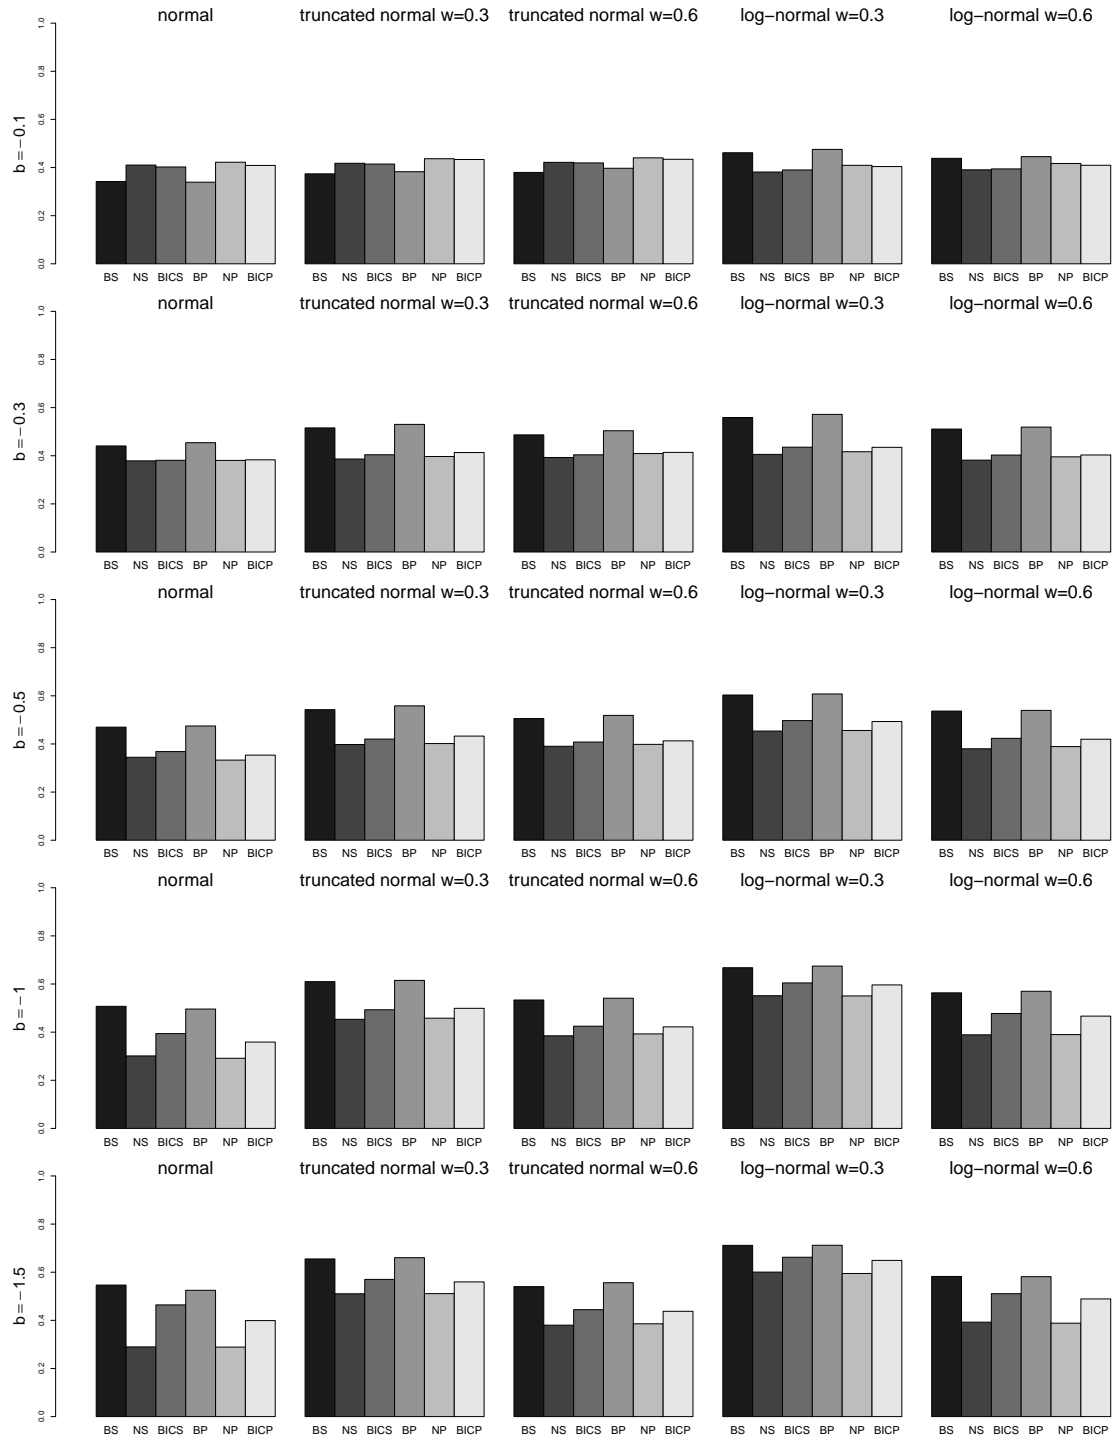 normal truncated normal w=0.3 truncated normal w=0.6 log−normal w=0.3 log−normal w=0.6
b = −0.1
0.0 0.2 0.4 0.6 0.8 1.0
BS NS BICS BP NP BICP BS NS BICS BP NP BICP BS NS BICS BP NP BICP BS NS BICS BP NP BICP BS NS BICS BP NP BICP
normal truncated normal w=0.3 truncated normal w=0.6 log−normal w=0.3 log−normal w=0.6
b = −0.3
0.0 0.2 0.4 0.6 0.8 1.0
BS NS BICS BP NP BICP BS NS BICS BP NP BICP BS NS BICS BP NP BICP BS NS BICS BP NP BICP BS NS BICS BP NP BICP
normal truncated normal w=0.3 truncated normal w=0.6 log−normal w=0.3 log−normal w=0.6
b = −0.5
0.0 0.2 0.4 0.6 0.8 1.0
BS NS BICS BP NP BICP BS NS BICS BP NP BICP BS NS BICS BP NP BICP BS NS BICS BP NP BICP BS NS BICS BP NP BICP
normal truncated normal w=0.3 truncated normal w=0.6 log−normal w=0.3 log−normal w=0.6
b = −1
0.0 0.2 0.4 0.6 0.8 1.0
BS NS BICS BP NP BICP BS NS BICS BP NP BICP BS NS BICS BP NP BICP BS NS BICS BP NP BICP BS NS BICS BP NP BICP
normal truncated normal w=0.3 truncated normal w=0.6 log−normal w=0.3 log−normal w=0.6
b = −1.5
0.0 0.2 0.4 0.6 0.8 1.0
BS NS BICS BP NP BICP BS NS BICS BP NP BICP BS NS BICS BP NP BICP BS NS BICS BP NP BICP BS NS BICS BP NP BICP